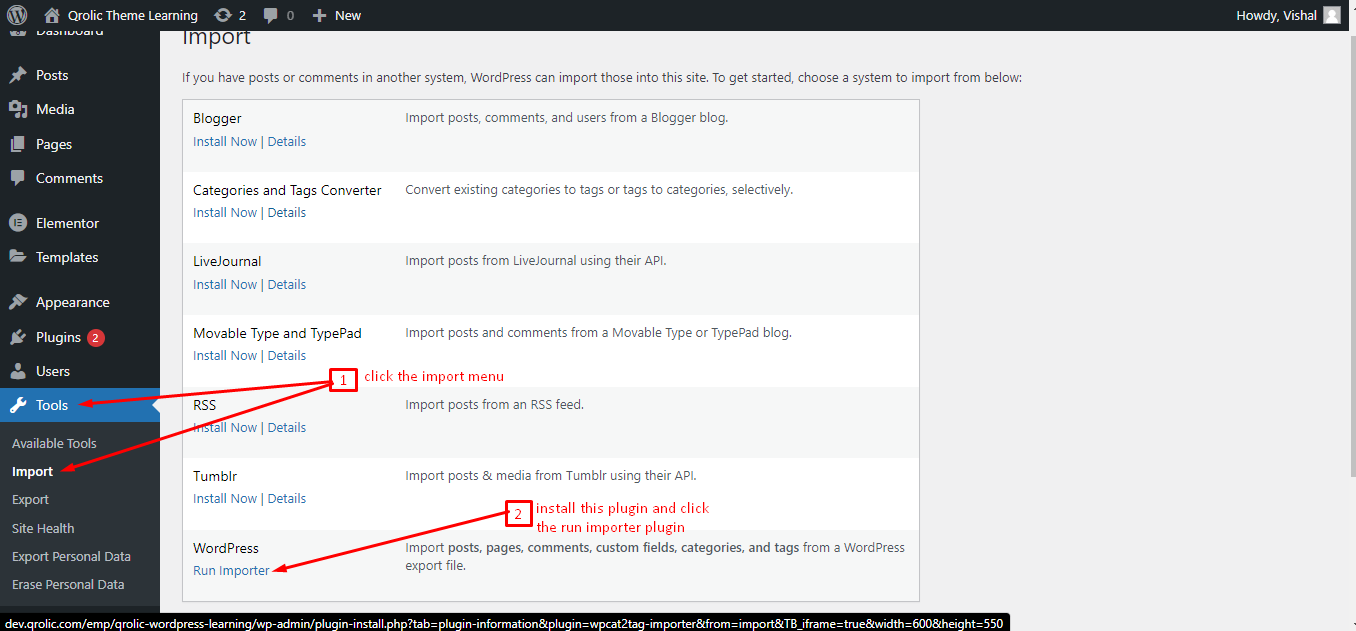 Qrolic Theme Learning 2 0 New Howdy, Vishal
Dashboard
Posts
Media
Pages
Comments
Elementor
Templates
Appearance
Plugins 2
Users
Tools
Available Tools
Import
Export
Site Health
Export Personal Data
Erase Personal Data
Import
If you have posts or comments in another system, WordPress can import those into this site. To get started, choose a system to import from below:
Blogger Import posts, comments, and users from a Blogger blog.
Install Now | Details
Categories and Tags Converter Convert existing categories to tags or tags to categories, selectively.
Install Now | Details
LiveJournal Import posts from LiveJournal using their API.
Install Now | Details
Movable Type and TypePad Import posts and comments from a Movable Type or TypePad blog.
Install Now | Details
1 click the import menu
RSS Import posts from an RSS feed.
Install Now | Details
Tumblr Import posts & media from Tumblr using their API.
Install Now | Details
2 install this plugin and click
the run importer plugin
WordPress Import posts, pages, comments, custom fields, categories, and tags from a WordPress
export file.
Run Importer
dev.qrolic.com/emp/qrolic-wordpress-learning/wp-admin/plugin-install.php?tab=plugin-information&plugin=wpcat2tag-importer&from=import&TB_iframe=true&width=600&height=550